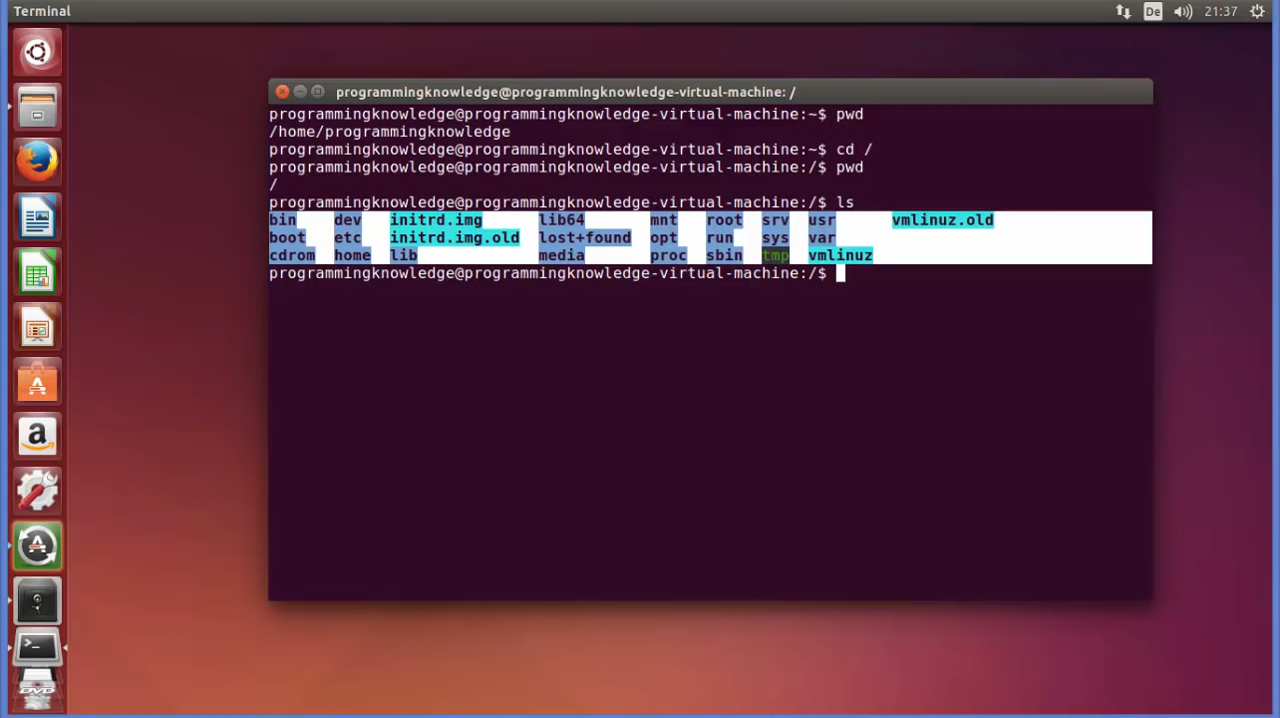 Terminal
De 21:37
programmingknowledge@programmingknowledge-virtual-machine: /
programmingknowledge@programmingknowledge-virtual-machine:~$ pwd
/home/programmingknowledge
programmingknowledge@programmingknowledge-virtual-machine:~$ cd /
programmingknowledge@programmingknowledge-virtual-machine:/$ pwd
/
programmingknowledge@programmingknowledge-virtual-machine:/$ ls
bin dev initrd.img lib64 mnt root srv usr vmlinuz.old
boot etc initrd.img.old lost+found opt run sys var
cdrom home lib media proc sbin tmp vmlinuz
programmingknowledge@programmingknowledge-virtual-machine:/$
a
>_
DVD